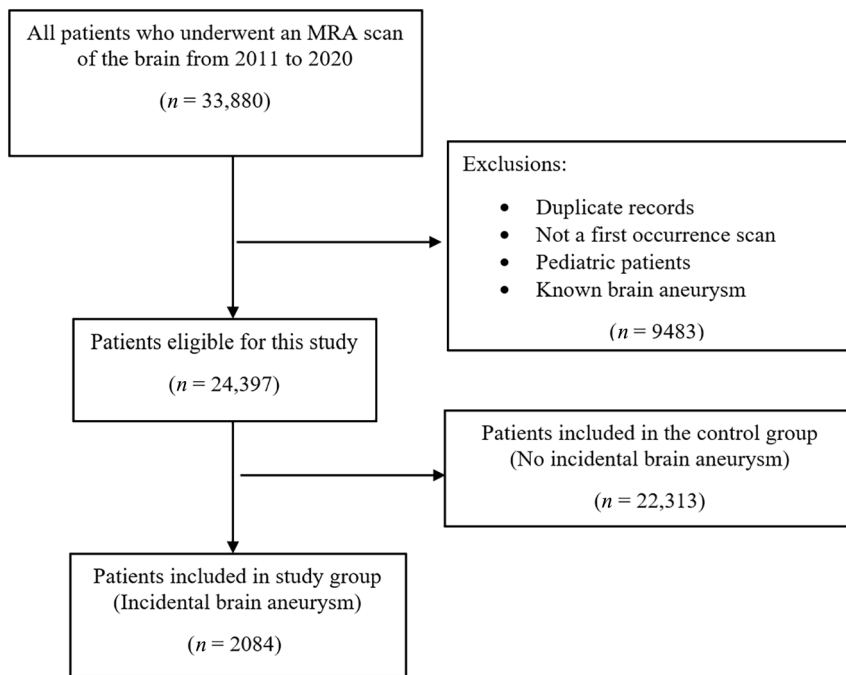 All patients who underwent an MRA scan
of the brain from 2011 to 2020
(n = 33,880)
Exclusions:
• Duplicate records
• Not a first occurrence scan
• Pediatric patients
• Known brain aneurysm
(n = 9483)
Patients eligible for this study
(n = 24,397)
Patients included in the control group
(No incidental brain aneurysm)
(n = 22,313)
Patients included in study group
(Incidental brain aneurysm)
(n = 2084)